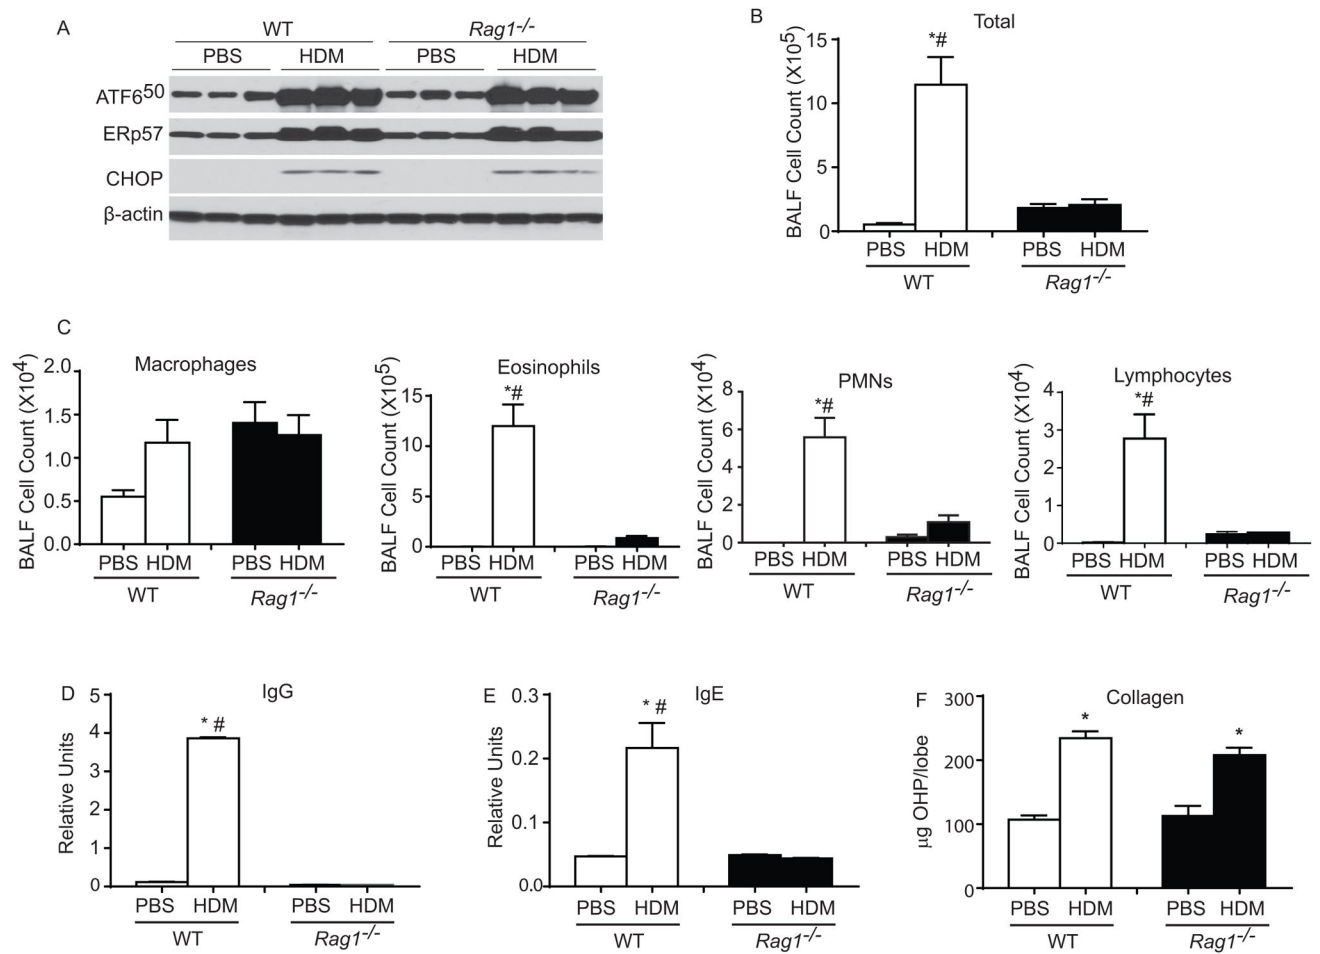 A
WT Rag1-/-
PBS HDM PBS HDM
ATF650
ERp57
CHOP
β-actin
B
Total
BALF Cell Count (X105)
15
10
5
0
*#
PBS HDM PBS HDM
WT Rag1-/-
C
Macrophages
BALF Cell Count (X104)
2.0
1.5
1.0
0.5
0.0
PBS HDM PBS HDM
WT Rag1-/-
Eosinophils
BALF Cell Count (X105)
15
10
5
0
*#
PBS HDM PBS HDM
WT Rag1-/-
PMNs
BALF Cell Count (X104)
8
6
4
2
0
*#
PBS HDM PBS HDM
WT Rag1-/-
Lymphocytes
BALF Cell Count (X104)
4
3
2
1
0
*#
PBS HDM PBS HDM
WT Rag1-/-
D
IgG
Relative Units
5
4
3
2
1
0
* #
PBS HDM PBS HDM
WT Rag1-/-
E
IgE
Relative Units
0.3
0.2
0.1
0.0
* #
PBS HDM PBS HDM
WT Rag1-/-
F
Collagen
µg OHP/lobe
300
200
100
0
*
*
PBS HDM PBS HDM
WT Rag1-/-